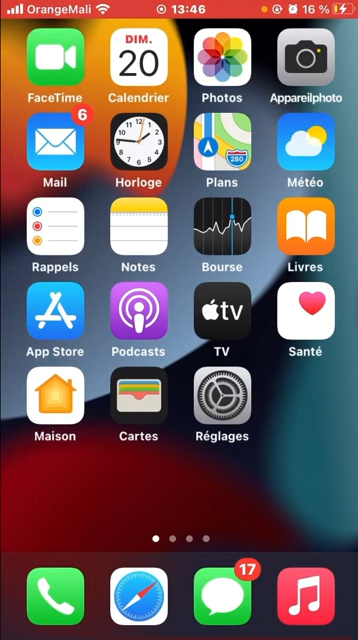 OrangeMali 13:46 16 %
DIM.
20
FaceTime Calendrier Photos Appareilphoto
6
280
Mail Horloge Plans Météo
Rappels Notes Bourse Livres
tv
App Store Podcasts TV Santé
Maison Cartes Réglages
17